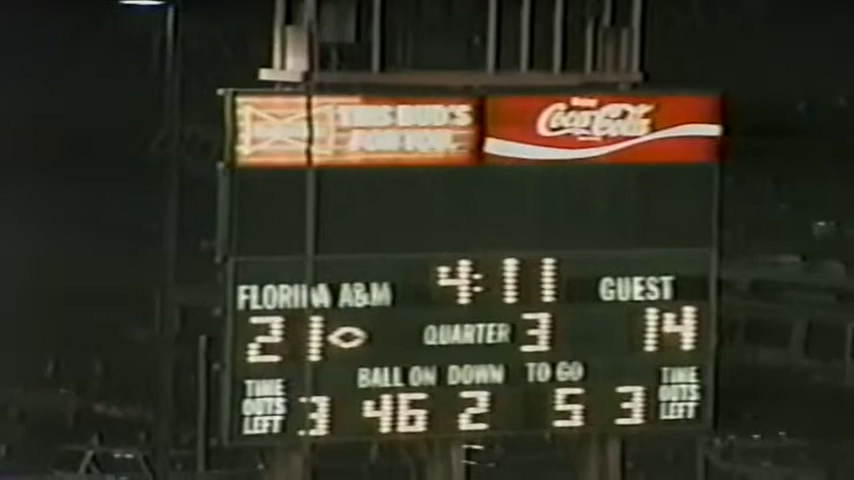 THIS BUD'S
FOR YOU.
Coca-Cola
4:11
FLORIDA A&M
GUEST
21
QUARTER 3
14
BALL ON DOWN TO GO
TIME
OUTS
LEFT
3 46 2 5 3
TIME
OUTS
LEFT